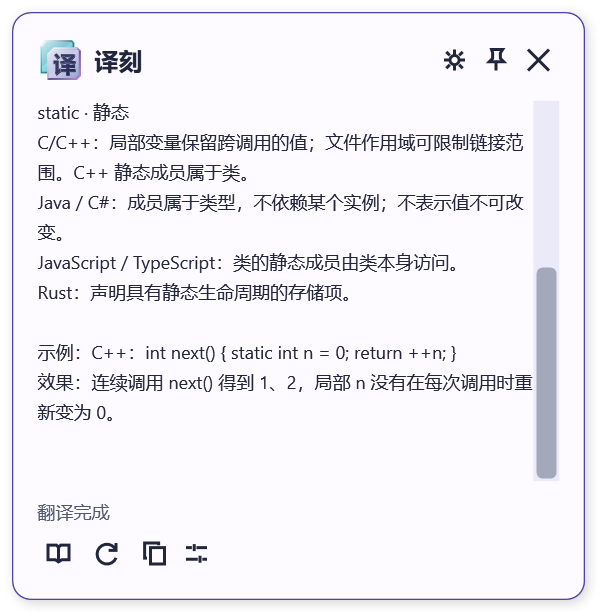 译 译刻
static · 静态
C/C++：局部变量保留跨调用的值；文件作用域可限制链接范
围。C++ 静态成员属于类。
Java / C#：成员属于类型，不依赖某个实例；不表示值不可改
变。
JavaScript / TypeScript：类的静态成员由类本身访问。
Rust：声明具有静态生命周期的存储项。
示例：C++：int next() { static int n = 0; return ++n; }
效果：连续调用 next() 得到 1、2，局部 n 没有在每次调用时重
新变为 0。
翻译完成